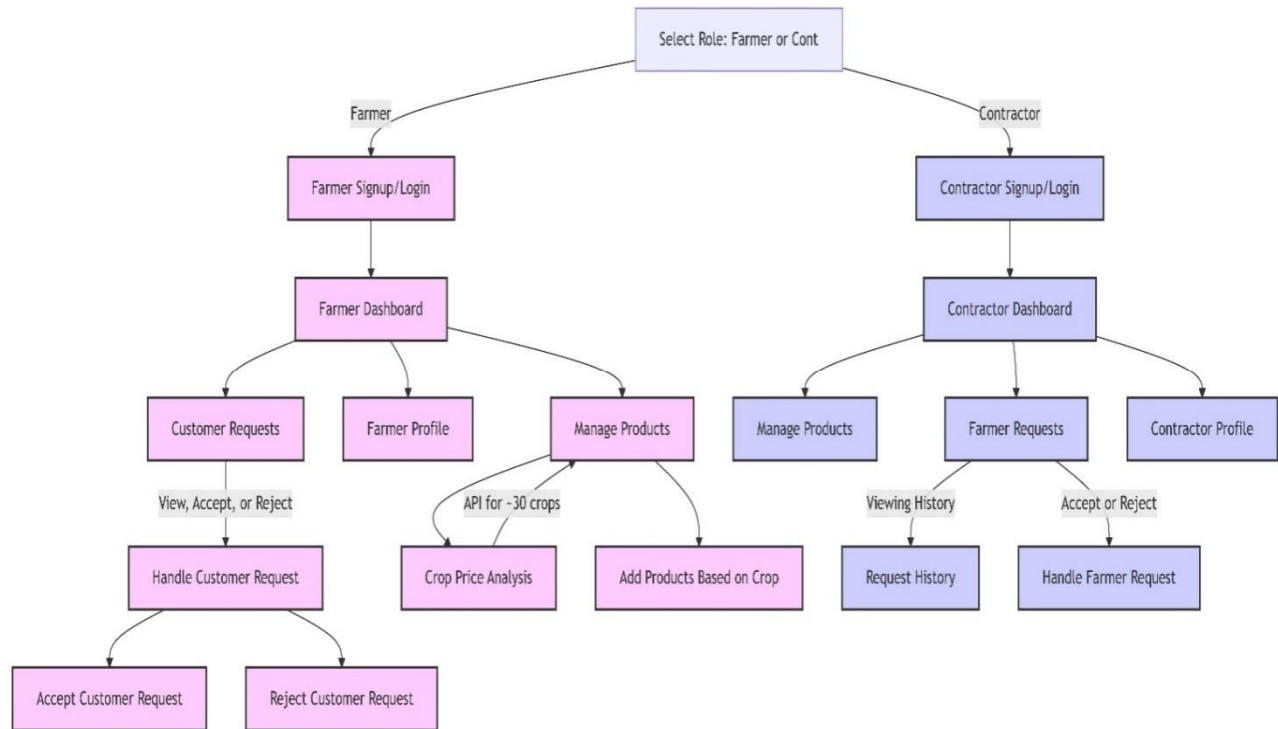 Select Role: Farmer or Cont
Farmer
Contractor
Farmer Signup/Login
Contractor Signup/Login
Farmer Dashboard
Contractor Dashboard
Customer Requests
Farmer Profile
Manage Products
Manage Products
Farmer Requests
Contractor Profile
View, Accept, or Reject
API for ~30 crops
Viewing History
Accept or Reject
Handle Customer Request
Crop Price Analysis
Add Products Based on Crop
Request History
Handle Farmer Request
Accept Customer Request
Reject Customer Request